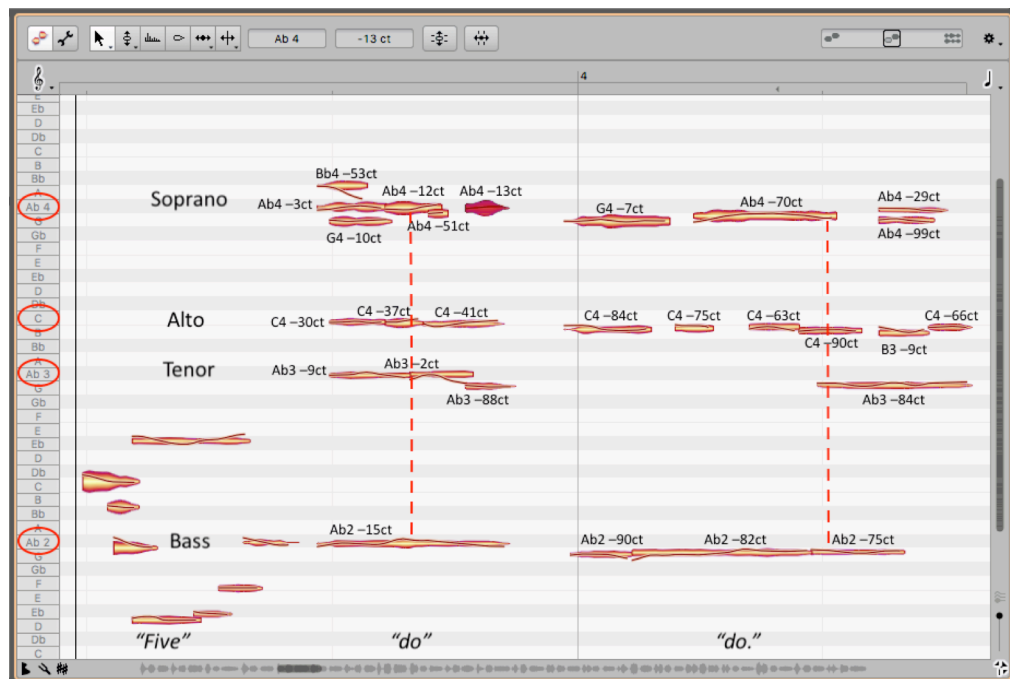 Ab 4
-13 ct
4
E
Eb
D
Db
C
B
Bb
A
Ab 4
G
Gb
F
E
Eb
D
Db
C
B
Bb
A
Ab 3
G
Gb
F
E
Eb
D
Db
C
B
Bb
A
Ab 2
G
Gb
F
E
Eb
D
Db
C
Soprano
Bb4 –53ct
Ab4 –3ct
Ab4 –12ct
Ab4 –13ct
Ab4 –51ct
G4 –10ct
G4 –7ct
Ab4 –70ct
Ab4 –29ct
Ab4 –99ct
Alto
C4 –30ct
C4 –37ct
C4 –41ct
C4 –84ct
C4 –75ct
C4 –63ct
C4 –90ct
B3 –9ct
C4 –66ct
Tenor
Ab3 –9ct
Ab3 –2ct
Ab3 –88ct
Ab3 –84ct
Bass
Ab2 –15ct
Ab2 –90ct
Ab2 –82ct
Ab2 –75ct
“Five”
“do”
“do.”